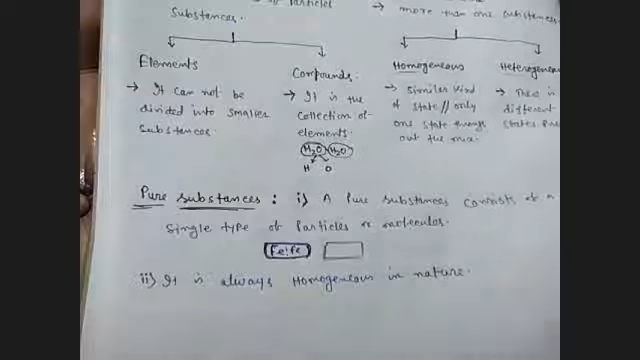 Particles
Substances.
→ more than one substances.
Elements
Compounds:
Homogeneous
Heterogeneous
→ It can not be
divided into smaller
substances.
→ It is the
collection of
elements.
H2O H2O
H O
→ Similar kind
of state // only
one state through
out the mix.
→ There is
different
states. Pre
Pure substances : i) A Pure substances consists of a
single type of Particles or molecules.
Fe:Fe
ii) It is always Homogeneous in nature.